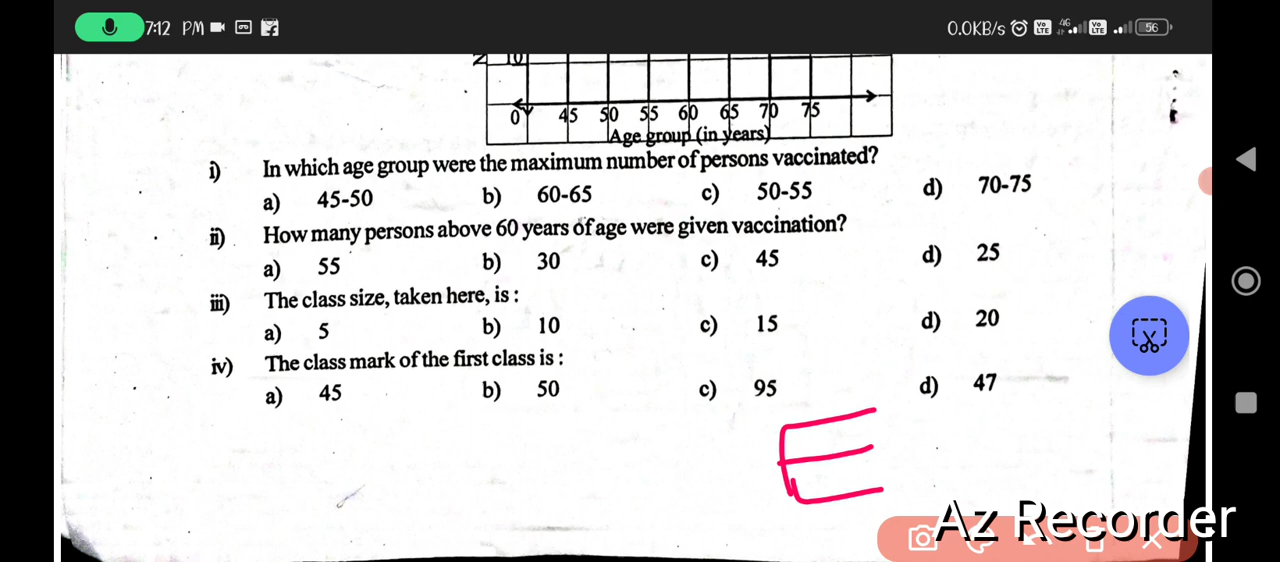 7:12 PM
0.0KB/s 4G 56
10
0 45 50 55 60 65 70 75
Age group (in years)
i) In which age group were the maximum number of persons vaccinated?
a) 45-50 b) 60-65 c) 50-55 d) 70-75
ii) How many persons above 60 years of age were given vaccination?
a) 55 b) 30 c) 45 d) 25
iii) The class size, taken here, is :
a) 5 b) 10 c) 15 d) 20
iv) The class mark of the first class is :
a) 45 b) 50 c) 95 d) 47
E
Az Recorder